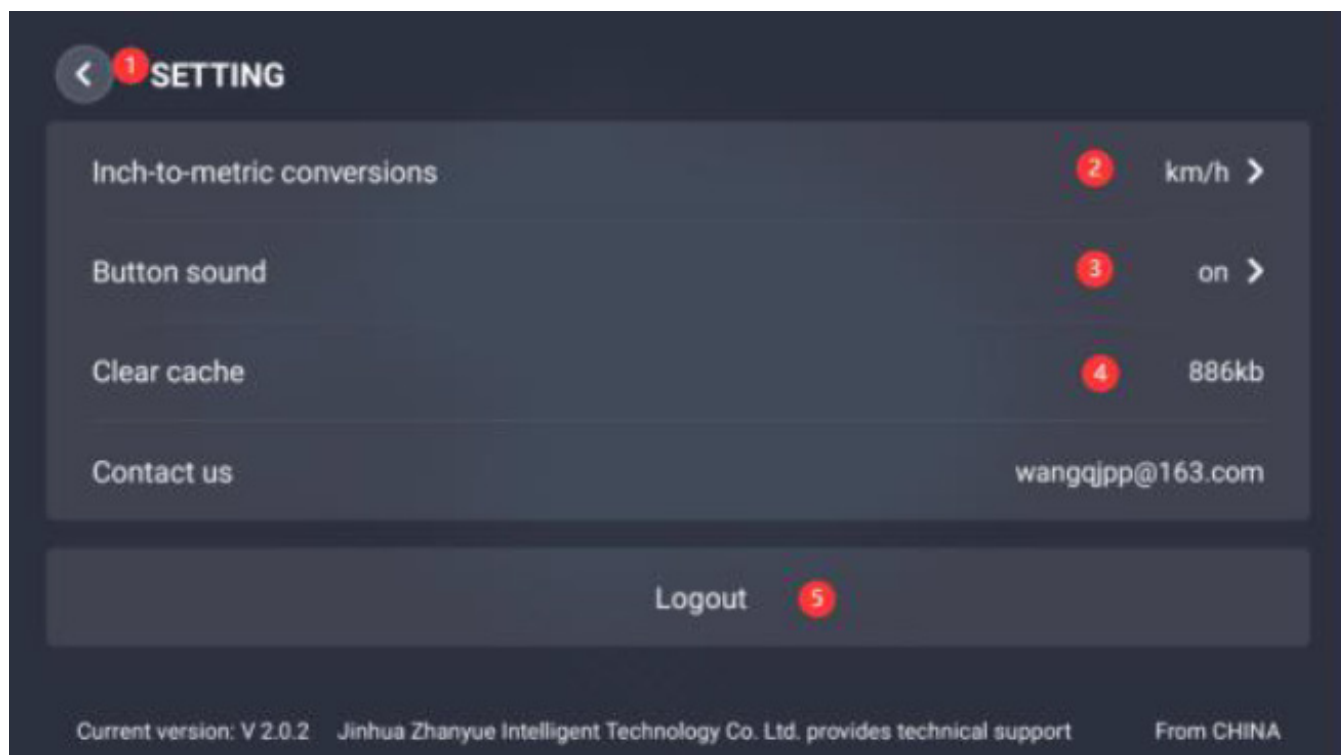 1 SETTING
Inch-to-metric conversions 2 km/h
Button sound 3 on
Clear cache 4 886kb
Contact us wangqjpp@163.com
Logout 5
Current version: V 2.0.2 Jinhua Zhanyue Intelligent Technology Co. Ltd. provides technical support From CHINA